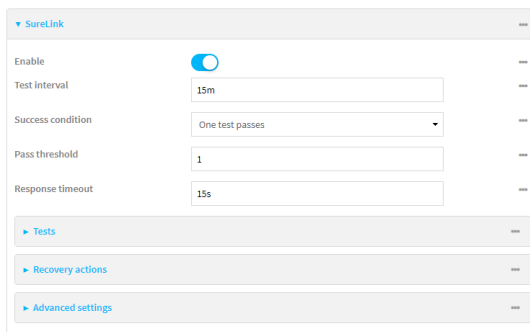 SureLink
Enable
Test interval
15m
Success condition
One test passes
Pass threshold
1
Response timeout
15s
Tests
Recovery actions
Advanced settings